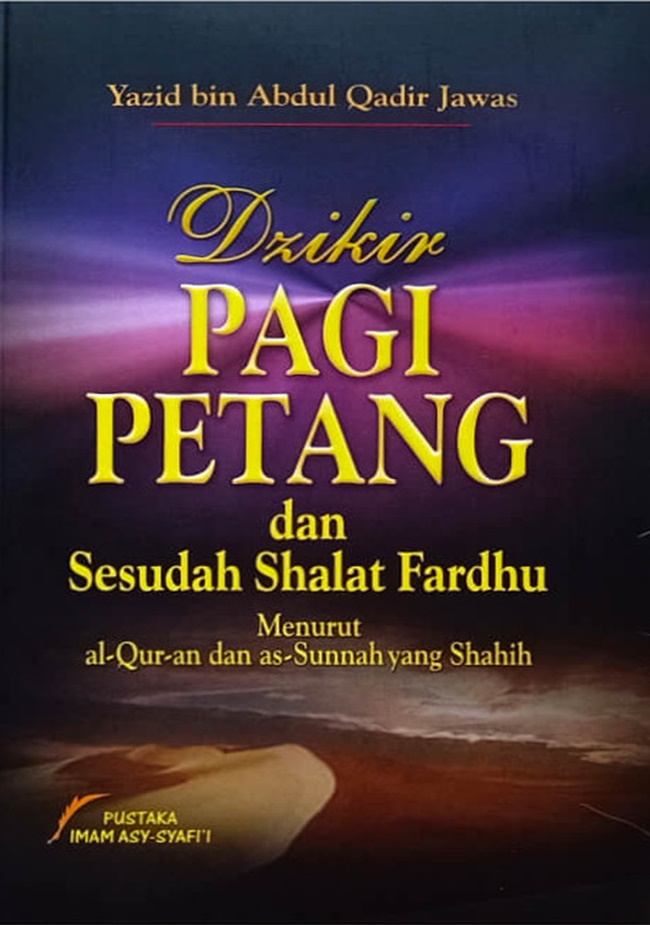 Yazid bin Abdul Qadir Jawas
Dzikir
PAGI
PETANG
dan
Sesudah Shalat Fardhu
Menurut
al-Qur-an dan as-Sunnah yang Shahih
PUSTAKA
IMAM ASY-SYAFI'I